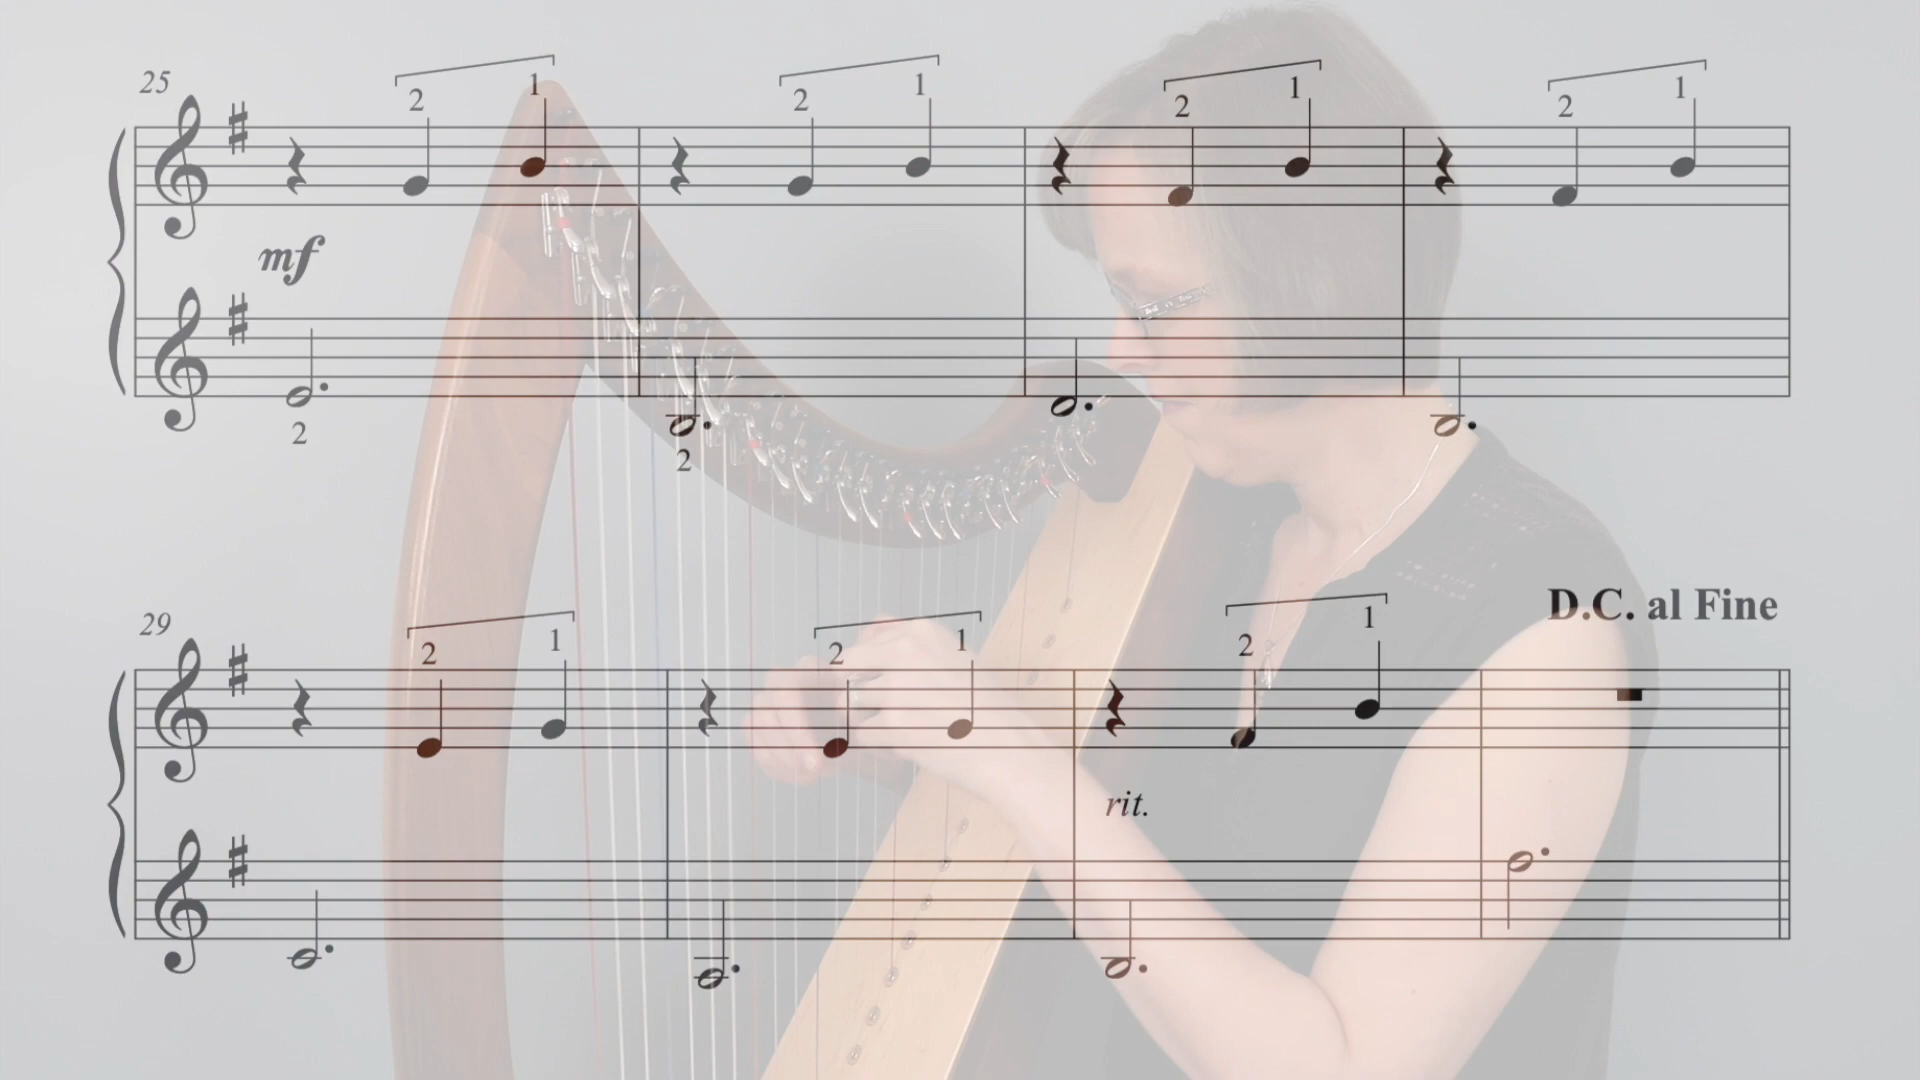 25 2 1 2 1 2 1 2 1
mf
2 2
D.C. al Fine
29 2 1 2 1 2 1
rit.